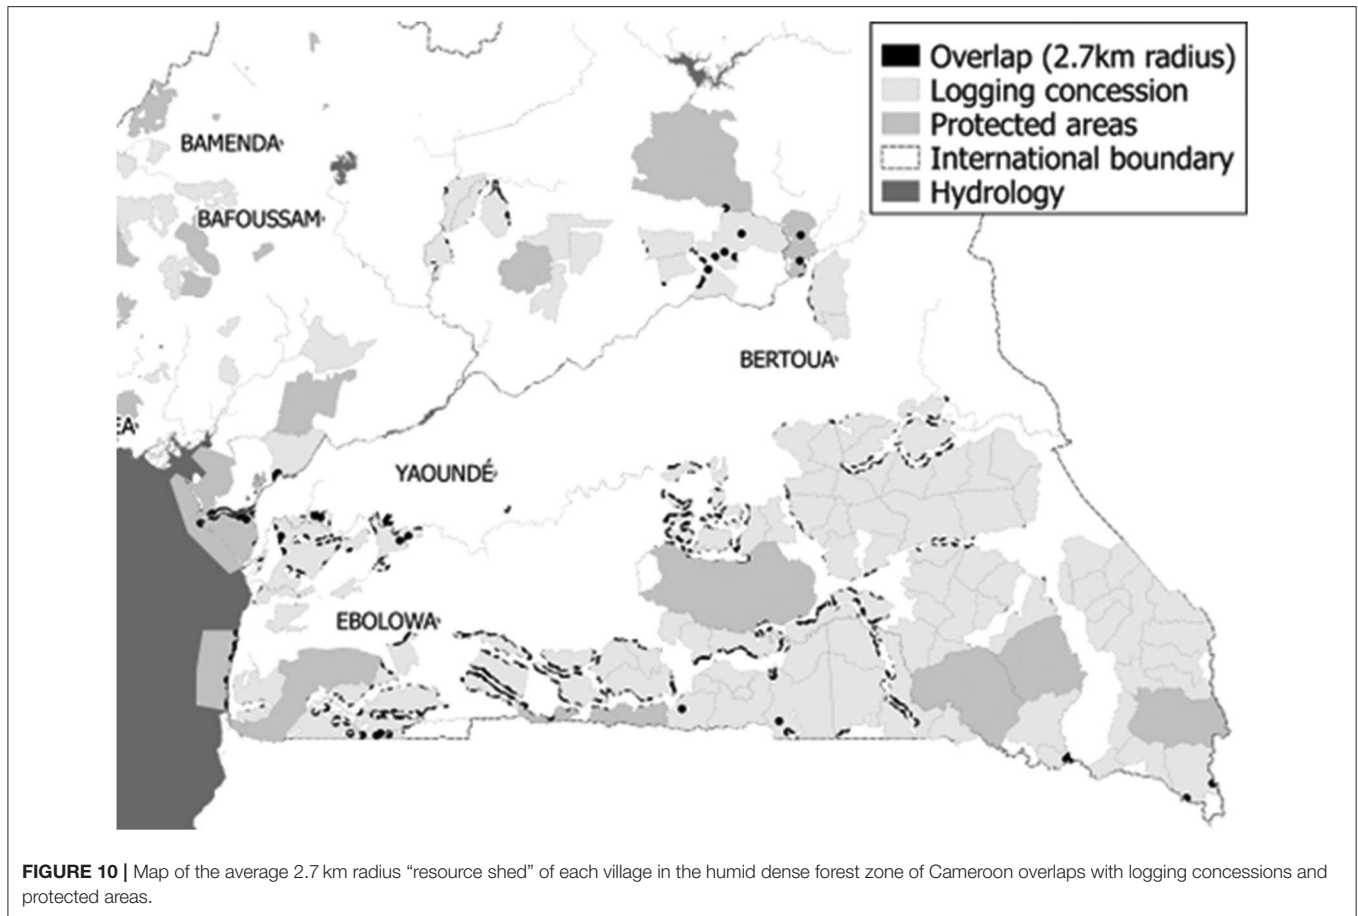 Overlap (2.7km radius)
Logging concession
Protected areas
International boundary
Hydrology
BAMENDA
BAFOUSSAM
BERTOUA
EA
YAOUNDÉ
EBOLOWA
FIGURE 10 | Map of the average 2.7 km radius “resource shed” of each village in the humid dense forest zone of Cameroon overlaps with logging concessions and
protected areas.